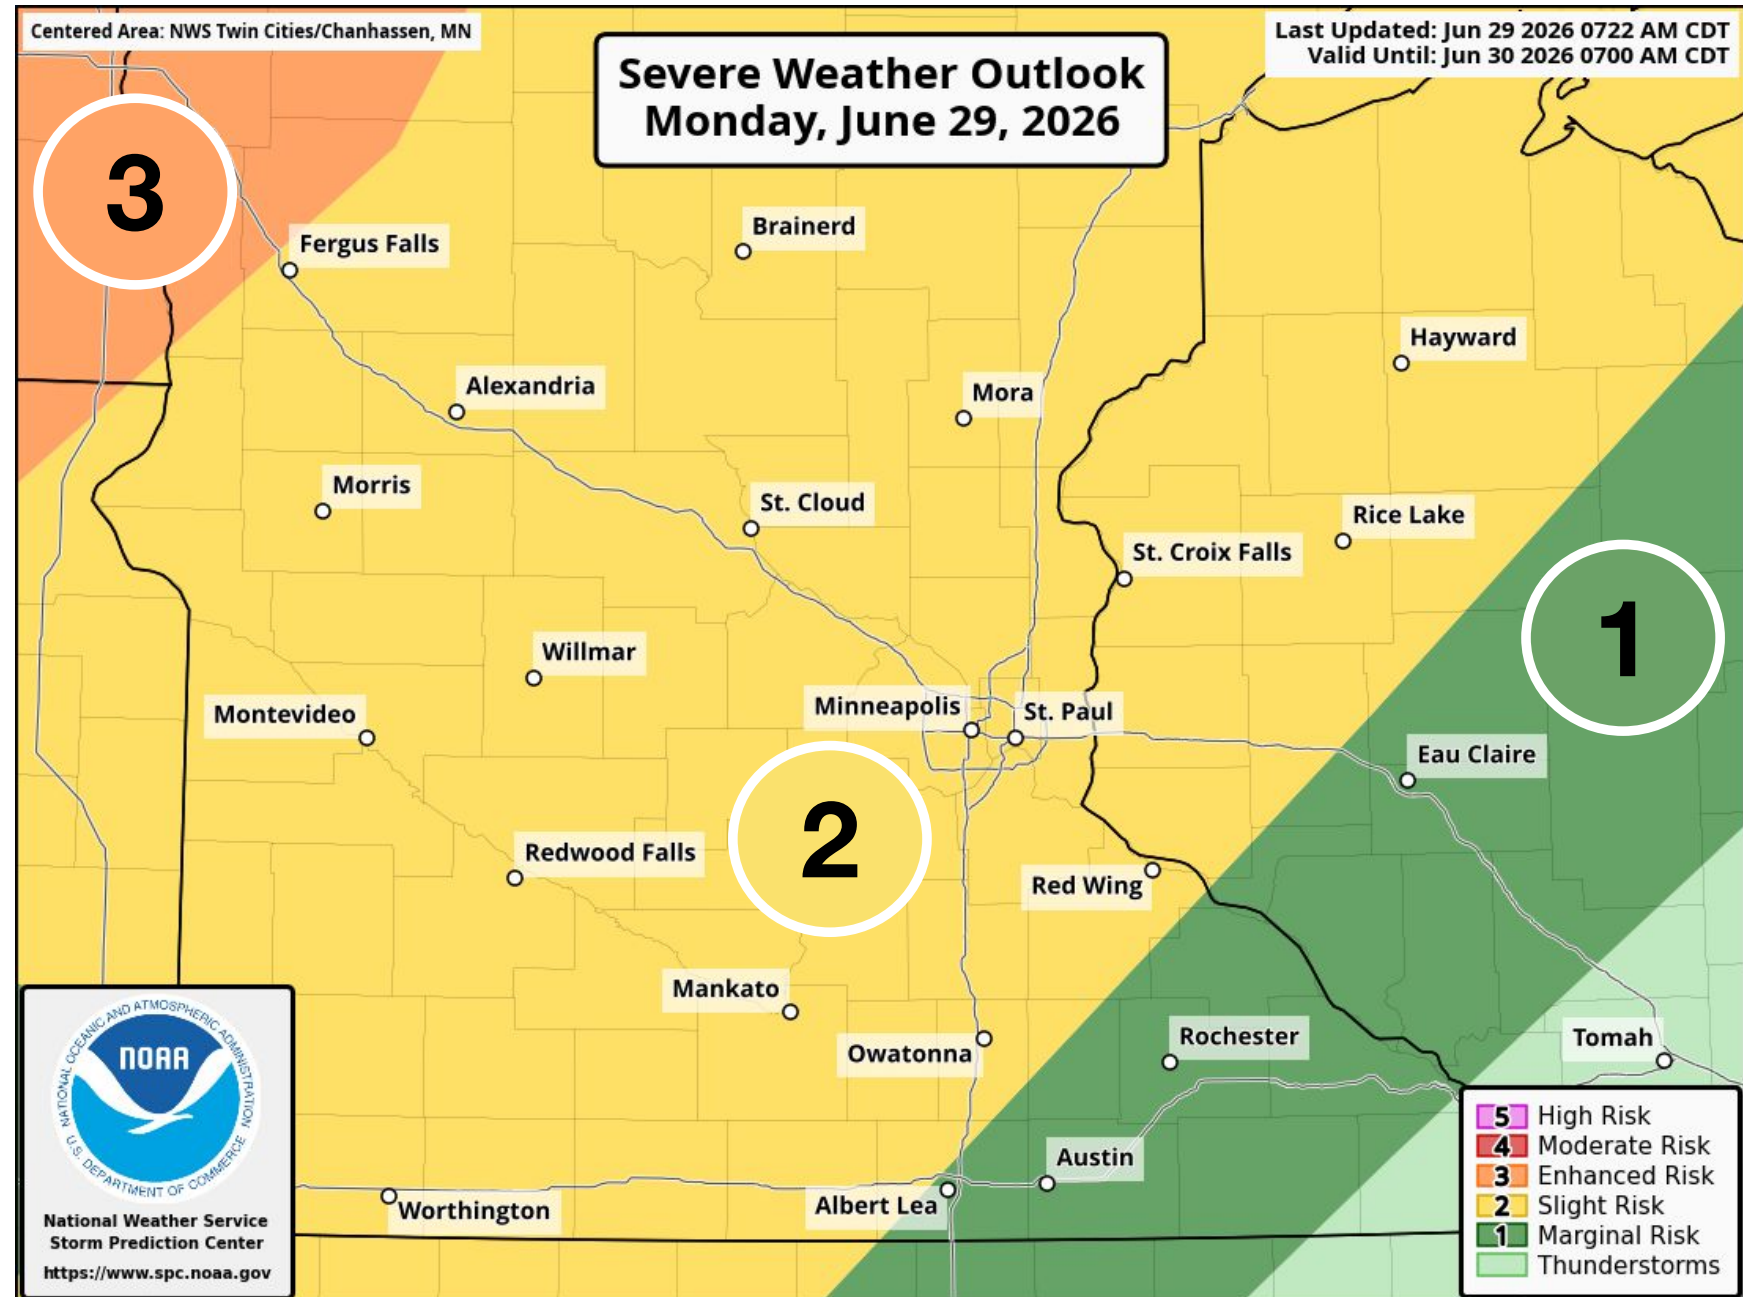 Centered Area: NWS Twin Cities/Chanhassen, MN
Last Updated: Jun 29 2026 0722 AM CDT
Valid Until: Jun 30 2026 0700 AM CDT
Severe Weather Outlook
Monday, June 29, 2026
3
Fergus Falls
Brainerd
Hayward
Alexandria
Mora
Morris
St. Cloud
Rice Lake
St. Croix Falls
1
Willmar
Montevideo
Minneapolis
St. Paul
Eau Claire
2
Redwood Falls
Red Wing
Mankato
Owatonna
Rochester
Tomah
Austin
Albert Lea
Worthington
NATIONAL OCEANIC AND ATMOSPHERIC ADMINISTRATION
NOAA
U.S. DEPARTMENT OF COMMERCE
National Weather Service
Storm Prediction Center
https://www.spc.noaa.gov
5 High Risk
4 Moderate Risk
3 Enhanced Risk
2 Slight Risk
1 Marginal Risk
Thunderstorms